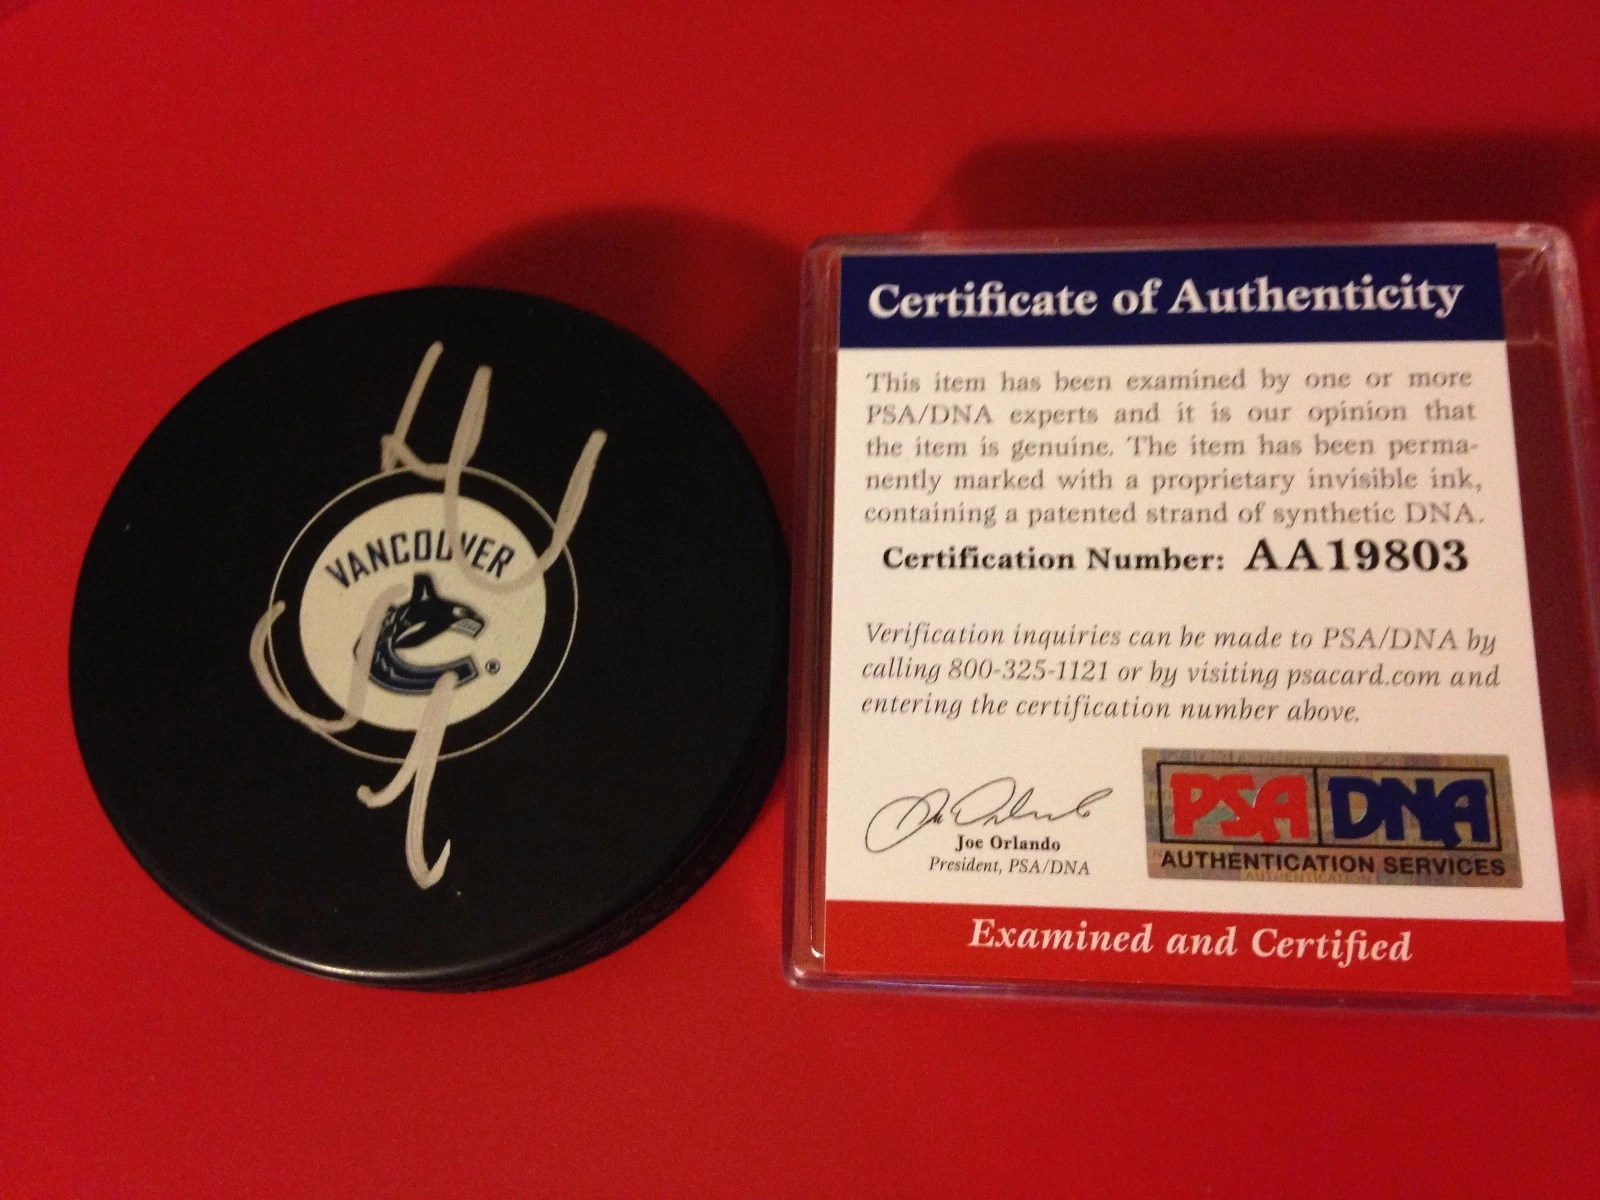 VANCOUVER
®
Certificate of Authenticity
This item has been examined by one or more
PSA/DNA experts and it is our opinion that
the item is genuine. The item has been perma-
nently marked with a proprietary invisible ink,
containing a patented strand of synthetic DNA.
Certification Number: AA19803
Verification inquiries can be made to PSA/DNA by
calling 800-325-1121 or by visiting psacard.com and
entering the certification number above.
Joe Orlando
President, PSA/DNA
PSA DNA
AUTHENTICATION SERVICES
Examined and Certified